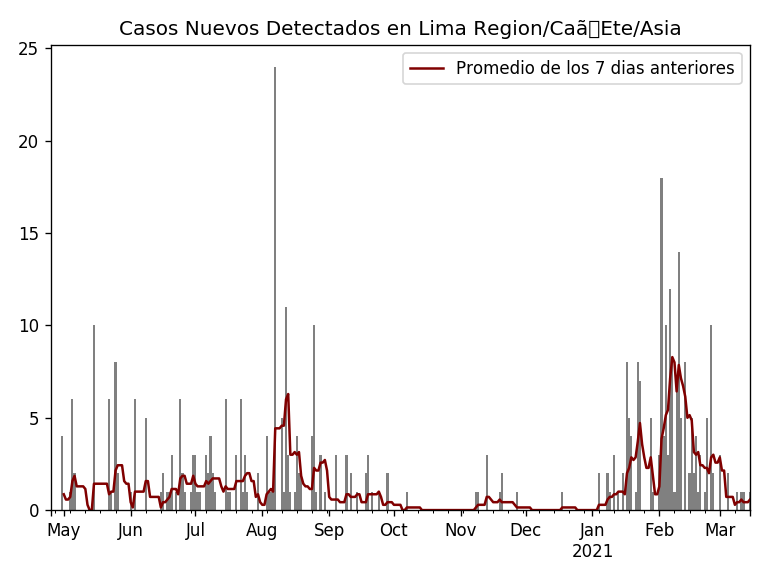 Casos Nuevos Detectados en Lima Region/Caã▯Ete/Asia
Promedio de los 7 dias anteriores
25
20
15
10
5
0
May Jun Jul Aug Sep Oct Nov Dec Jan Feb Mar
2021